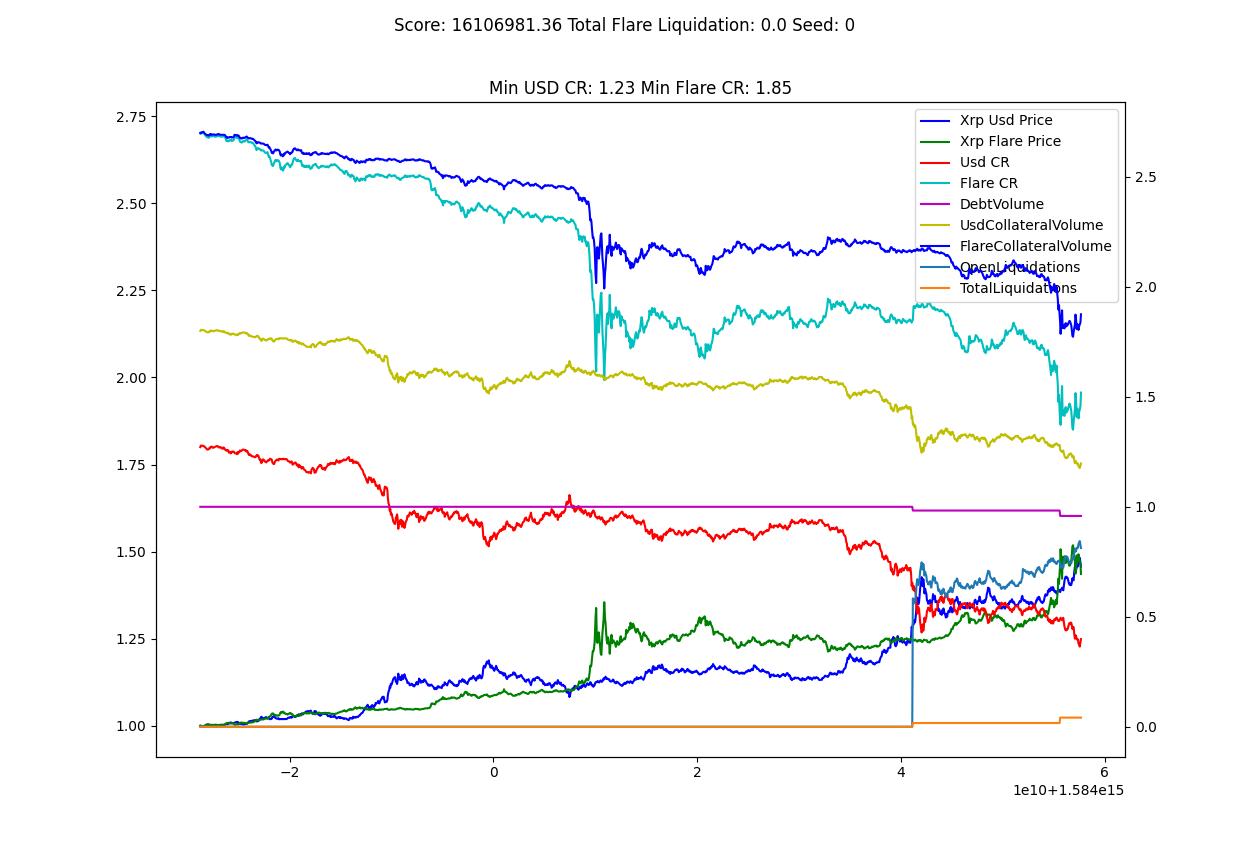 Score: 16106981.36 Total Flare Liquidation: 0.0 Seed: 0
Min USD CR: 1.23 Min Flare CR: 1.85
2.75
2.50
2.25
2.00
1.75
1.50
1.25
1.00
Xrp Usd Price
Xrp Flare Price
Usd CR
Flare CR
DebtVolume
UsdCollateralVolume
FlareCollateralVolume
OpenLiquidations
TotalLiquidations
2.5
2.0
1.5
1.0
0.5
0.0
−2
0
2
4
6
1e10+1.584e15